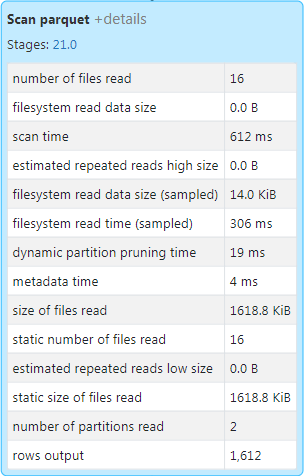 Scan parquet +details
Stages: 21.0
number of files read 16
filesystem read data size 0.0 B
scan time 612 ms
estimated repeated reads high size 0.0 B
filesystem read data size (sampled) 14.0 KiB
filesystem read time (sampled) 306 ms
dynamic partition pruning time 19 ms
metadata time 4 ms
size of files read 1618.8 KiB
static number of files read 16
estimated repeated reads low size 0.0 B
static size of files read 1618.8 KiB
number of partitions read 2
rows output 1,612